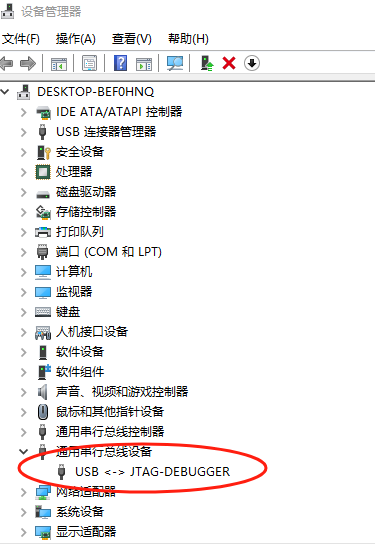 设备管理器
文件(F) 操作(A) 查看(V) 帮助(H)
DESKTOP-BEF0HNQ
IDE ATA/ATAPI 控制器
USB 连接器管理器
安全设备
处理器
磁盘驱动器
存储控制器
打印队列
端口 (COM 和 LPT)
计算机
监视器
键盘
人机接口设备
软件设备
软件组件
声音、视频和游戏控制器
鼠标和其他指针设备
通用串行总线控制器
通用串行总线设备
USB <-> JTAG-DEBUGGER
网络适配器
系统设备
显示适配器